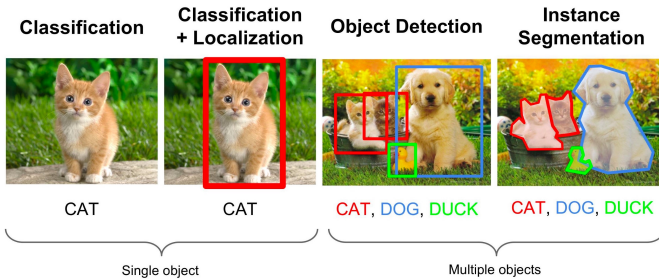 Classification
Classification
+ Localization
Object Detection
Instance
Segmentation
CAT
CAT
CAT, DOG, DUCK
CAT, DOG, DUCK
Single object
Multiple objects